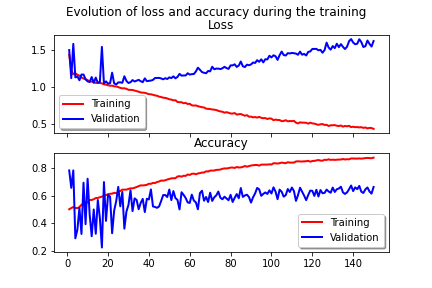 Evolution of loss and accuracy during the training
Loss
1.5
1.0
0.5
Training
Validation
Accuracy
0.8
0.6
0.4
0.2
Training
Validation
0 20 40 60 80 100 120 140